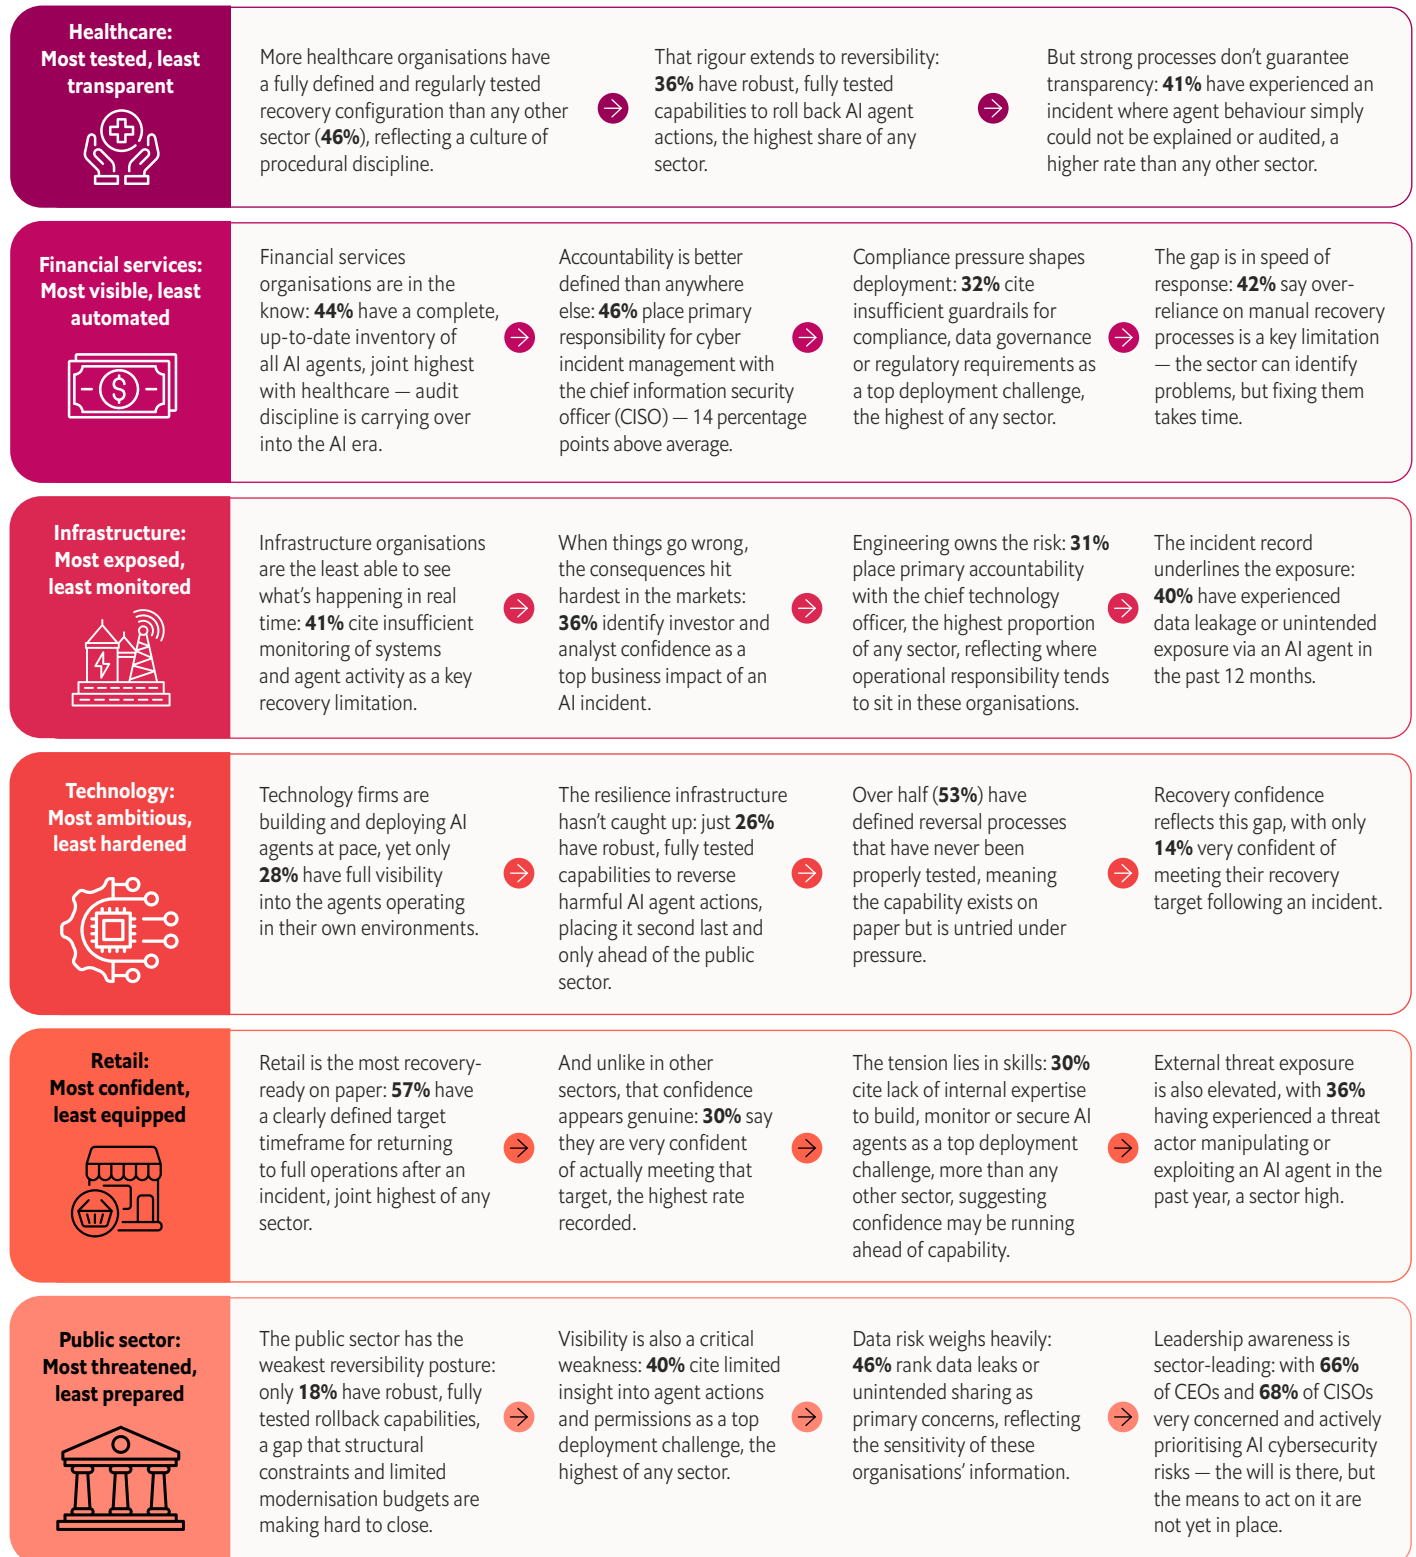 Healthcare:
Most tested, least
transparent
More healthcare organisations have
a fully defined and regularly tested
recovery configuration than any other
sector (46%), reflecting a culture of
procedural discipline.
That rigour extends to reversibility:
36% have robust, fully tested
capabilities to roll back AI agent
actions, the highest share of any
sector.
But strong processes don't guarantee
transparency: 41% have experienced an
incident where agent behaviour simply
could not be explained or audited, a
higher rate than any other sector.
Financial services:
Most visible, least
automated
Financial services
organisations are in the
know: 44% have a complete,
up-to-date inventory of
all AI agents, joint highest
with healthcare — audit
discipline is carrying over
into the AI era.
Accountability is better
defined than anywhere
else: 46% place primary
responsibility for cyber
incident management with
the chief information security
officer (CISO) — 14 percentage
points above average.
Compliance pressure shapes
deployment: 32% cite
insufficient guardrails for
compliance, data governance
or regulatory requirements as
a top deployment challenge,
the highest of any sector.
The gap is in speed of
response: 42% say over-
reliance on manual recovery
processes is a key limitation
— the sector can identify
problems, but fixing them
takes time.
Infrastructure:
Most exposed,
least monitored
Infrastructure organisations
are the least able to see
what's happening in real
time: 41% cite insufficient
monitoring of systems
and agent activity as a key
recovery limitation.
When things go wrong,
the consequences hit
hardest in the markets:
36% identify investor and
analyst confidence as a
top business impact of an
AI incident.
Engineering owns the risk: 31%
place primary accountability
with the chief technology
officer, the highest proportion
of any sector, reflecting where
operational responsibility tends
to sit in these organisations.
The incident record
underlines the exposure:
40% have experienced
data leakage or unintended
exposure via an AI agent in
the past 12 months.
Technology:
Most ambitious,
least hardened
Technology firms are
building and deploying AI
agents at pace, yet only
28% have full visibility
into the agents operating
in their own environments.
The resilience infrastructure
hasn't caught up: just 26%
have robust, fully tested
capabilities to reverse
harmful AI agent actions,
placing it second last and
only ahead of the public
sector.
Over half (53%) have
defined reversal processes
that have never been
properly tested, meaning
the capability exists on
paper but is untried under
pressure.
Recovery confidence
reflects this gap, with only
14% very confident of
meeting their recovery
target following an incident.
Retail:
Most confident,
least equipped
Retail is the most recovery-
ready on paper: 57% have
a clearly defined target
timeframe for returning
to full operations after an
incident, joint highest of any
sector.
And unlike in other
sectors, that confidence
appears genuine: 30% say
they are very confident
of actually meeting that
target, the highest rate
recorded.
The tension lies in skills: 30%
cite lack of internal expertise
to build, monitor or secure AI
agents as a top deployment
challenge, more than any
other sector, suggesting
confidence may be running
ahead of capability.
External threat exposure
is also elevated, with 36%
having experienced a threat
actor manipulating or
exploiting an AI agent in the
past year, a sector high.
Public sector:
Most threatened,
least prepared
The public sector has the
weakest reversibility posture:
only 18% have robust, fully
tested rollback capabilities,
a gap that structural
constraints and limited
modernisation budgets are
making hard to close.
Visibility is also a critical
weakness: 40% cite limited
insight into agent actions
and permissions as a top
deployment challenge, the
highest of any sector.
Data risk weighs heavily:
46% rank data leaks or
unintended sharing as
primary concerns, reflecting
the sensitivity of these
organisations' information.
Leadership awareness is
sector-leading: with 66%
of CEOs and 68% of CISOs
very concerned and actively
prioritising AI cybersecurity
risks — the will is there, but
the means to act on it are
not yet in place.